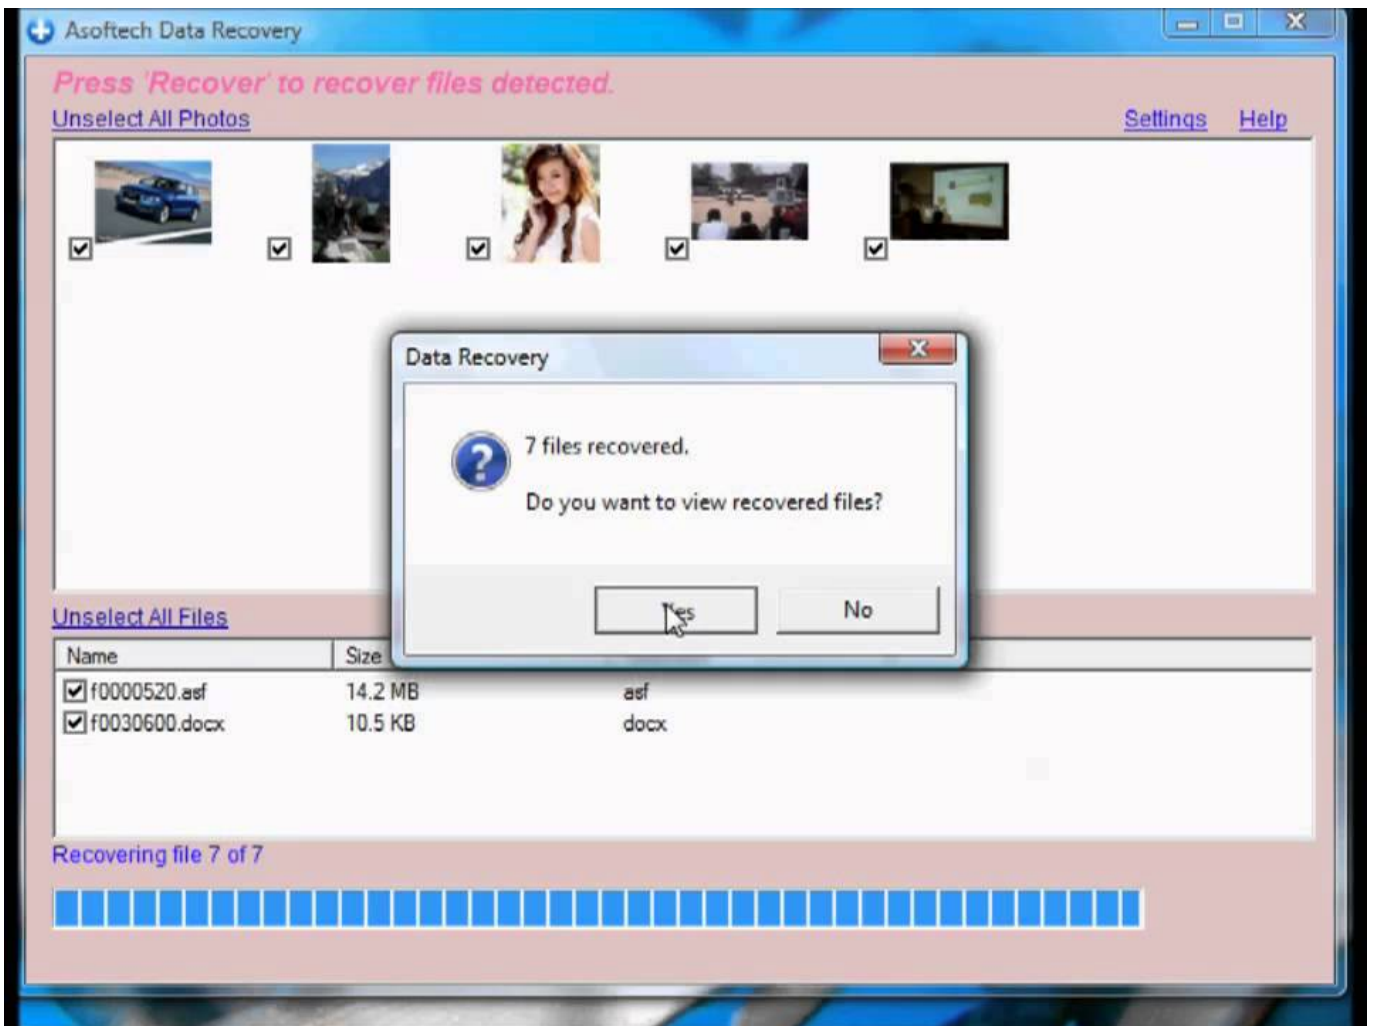 Asoftech Data Recovery
Press 'Recover' to recover files detected.
Unselect All Photos
Settings Help
Data Recovery
7 files recovered.
Do you want to view recovered files?
Yes No
Unselect All Files
Name Size
f0000520.asf 14.2 MB asf
f0030600.docx 10.5 KB docx
Recovering file 7 of 7